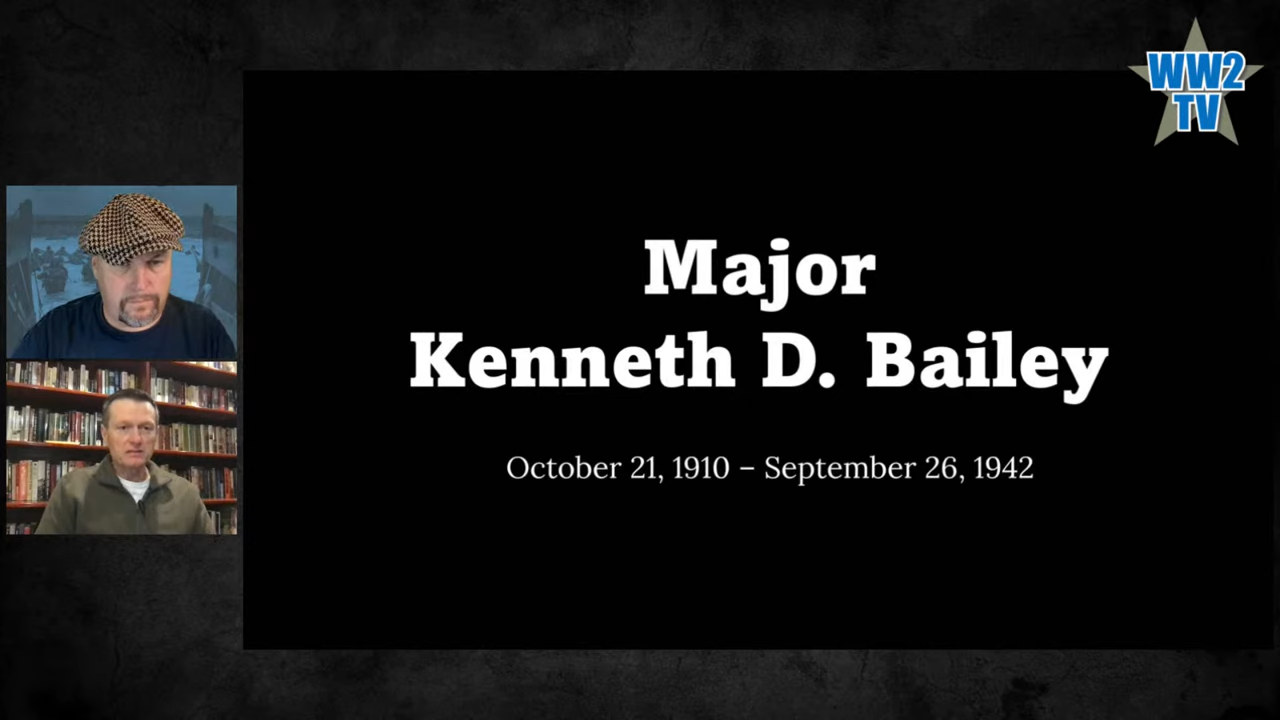 WW2
TV
Major
Kenneth D. Bailey
October 21, 1910 – September 26, 1942